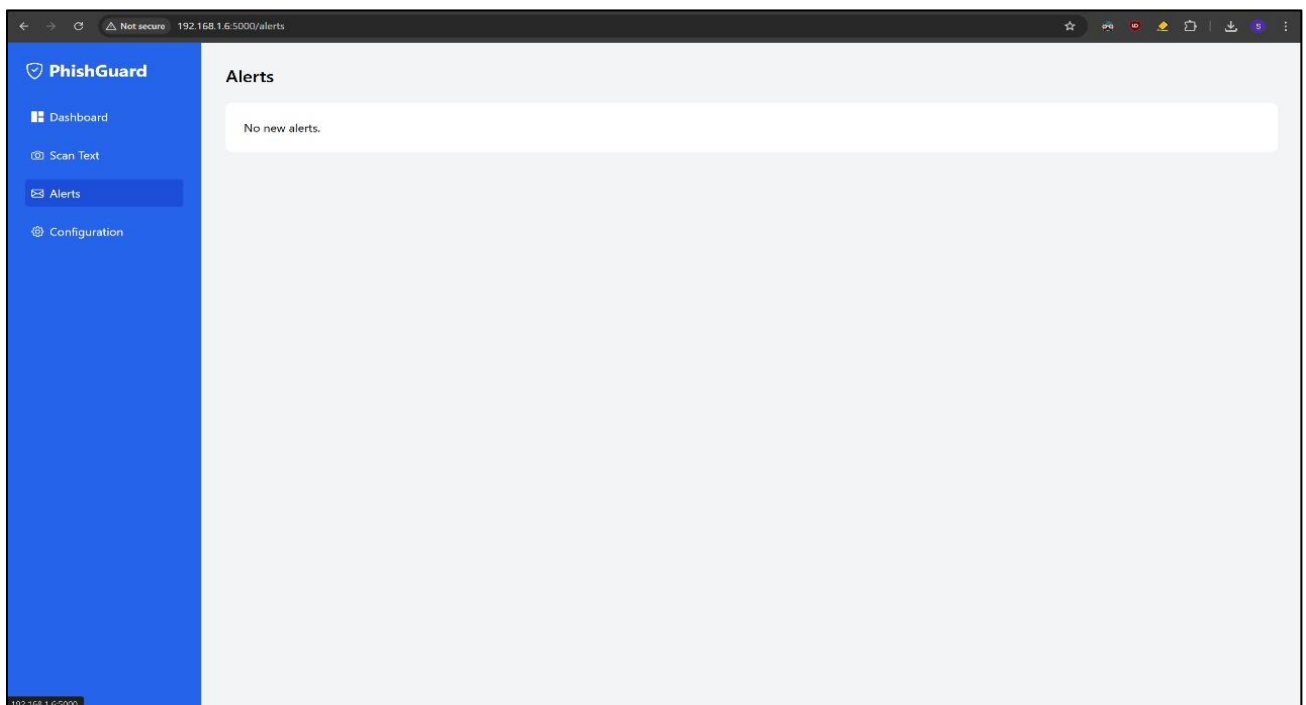 Not secure 192.168.1.6:5000/alerts
PhishGuard
Dashboard
Scan Text
Alerts
Configuration
Alerts
No new alerts.
192.168.1.6:5000